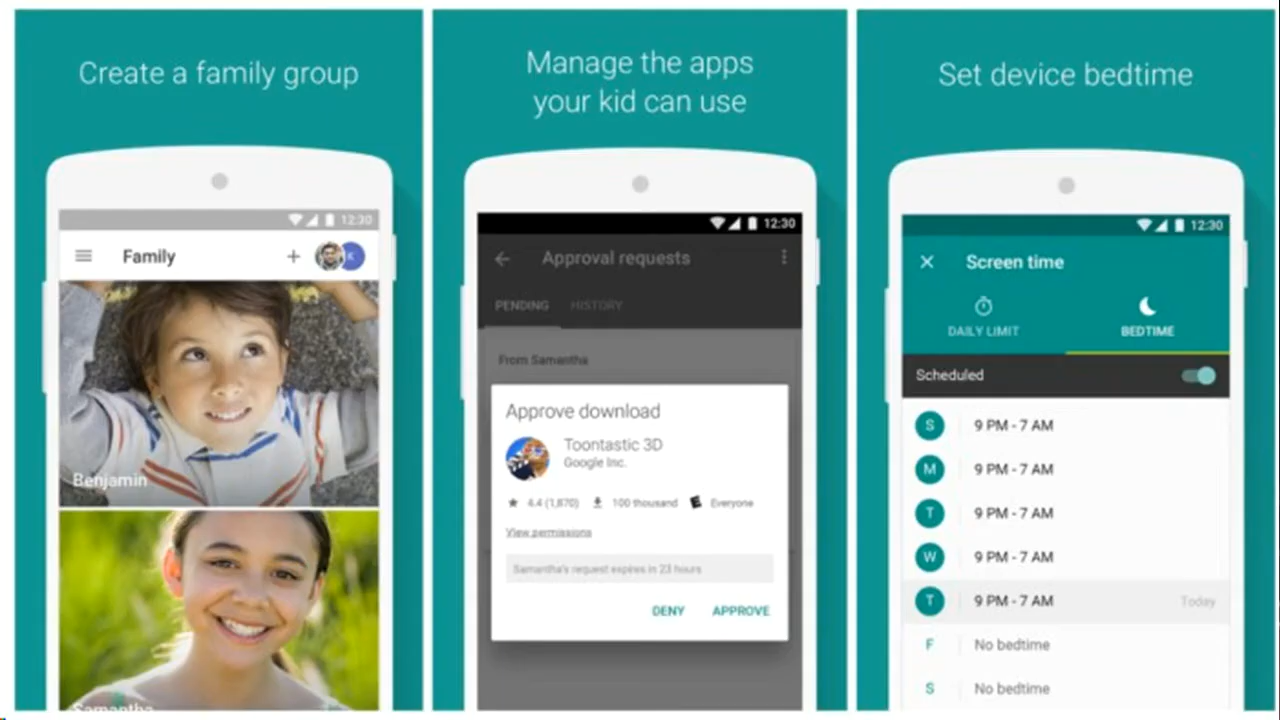 Create a family group
12:30
Family
K
Benjamin
Samantha
Manage the apps
your kid can use
12:30
Approval requests
PENDING HISTORY
From Samantha
Approve download
Toontastic 3D
Google Inc.
4.4 (1,870) 100 thousand E Everyone
View permissions
Samantha's request expires in 23 hours
DENY APPROVE
Set device bedtime
12:30
Screen time
DAILY LIMIT BEDTIME
Scheduled
S 9 PM - 7 AM
M 9 PM - 7 AM
T 9 PM - 7 AM
W 9 PM - 7 AM
T 9 PM - 7 AM Today
F No bedtime
S No bedtime